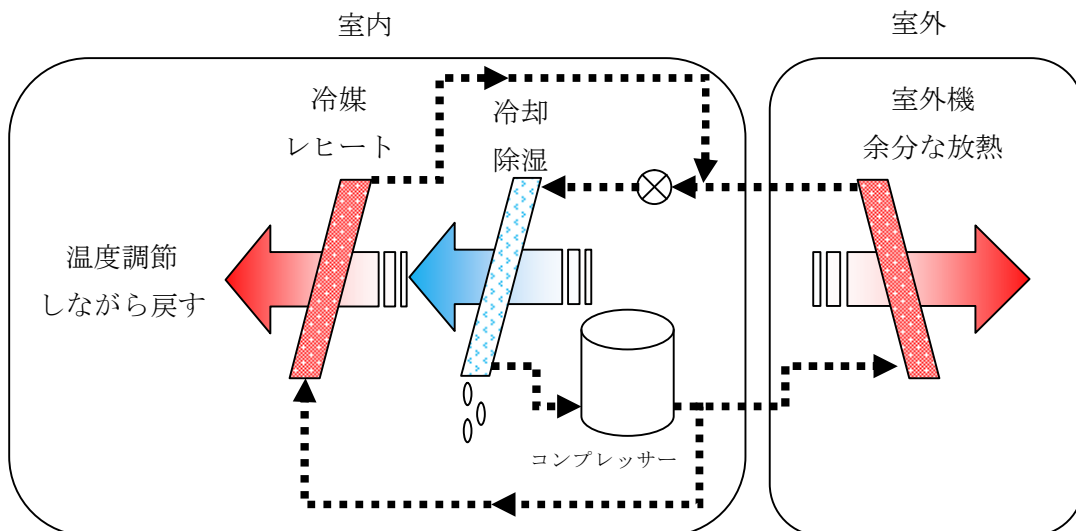 室内
室外
冷媒
レヒート
冷却
除湿
室外機
余分な放熱
温度調節
しながら戻す
コンプレッサー